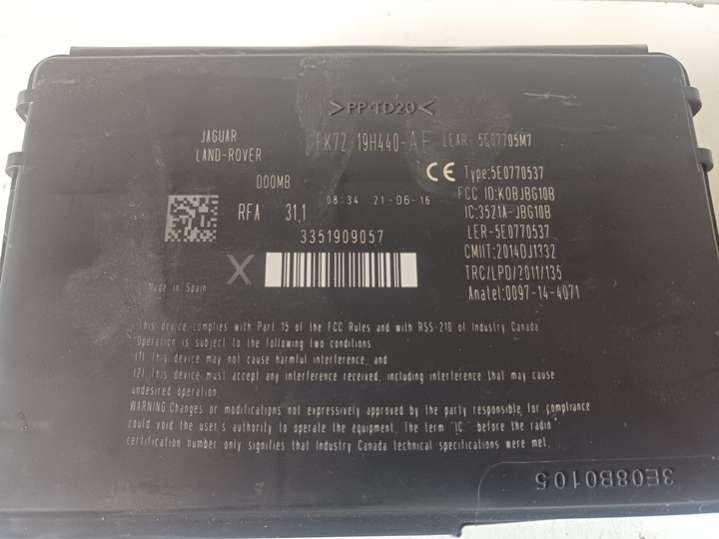 >PP-TD20<
JAGUAR
LAND-ROVER
FK72-19H440-AF LEAR- 5E07705M7
Type:5E0770537
CE
FCC ID:KOBJBG10B
D00MB
08:34 21-06-16
RFA 31.1
IC:3521A-JBG10B
LER-5E0770537
3351909057
CMIIT:2014DJ1332
X
TRC/LPD/2011/135
Made in Spain
Anatel:0097-14-4071
This device complies with Part 15 of the FCC Rules and with RSS-210 of Industry Canada.
Operation is subject to the following two conditions
(1) This device may not cause harmful interference, and
(2) This device must accept any interference received, including interference that may cause
undesired operation.
WARNING Changes or modifications not expressively approved by the party responsible for compliance
could void the user's authority to operate the equipment. The term "IC:" before the radio
certification number only signifies that Industry Canada technical specifications were met.
3E08B0105